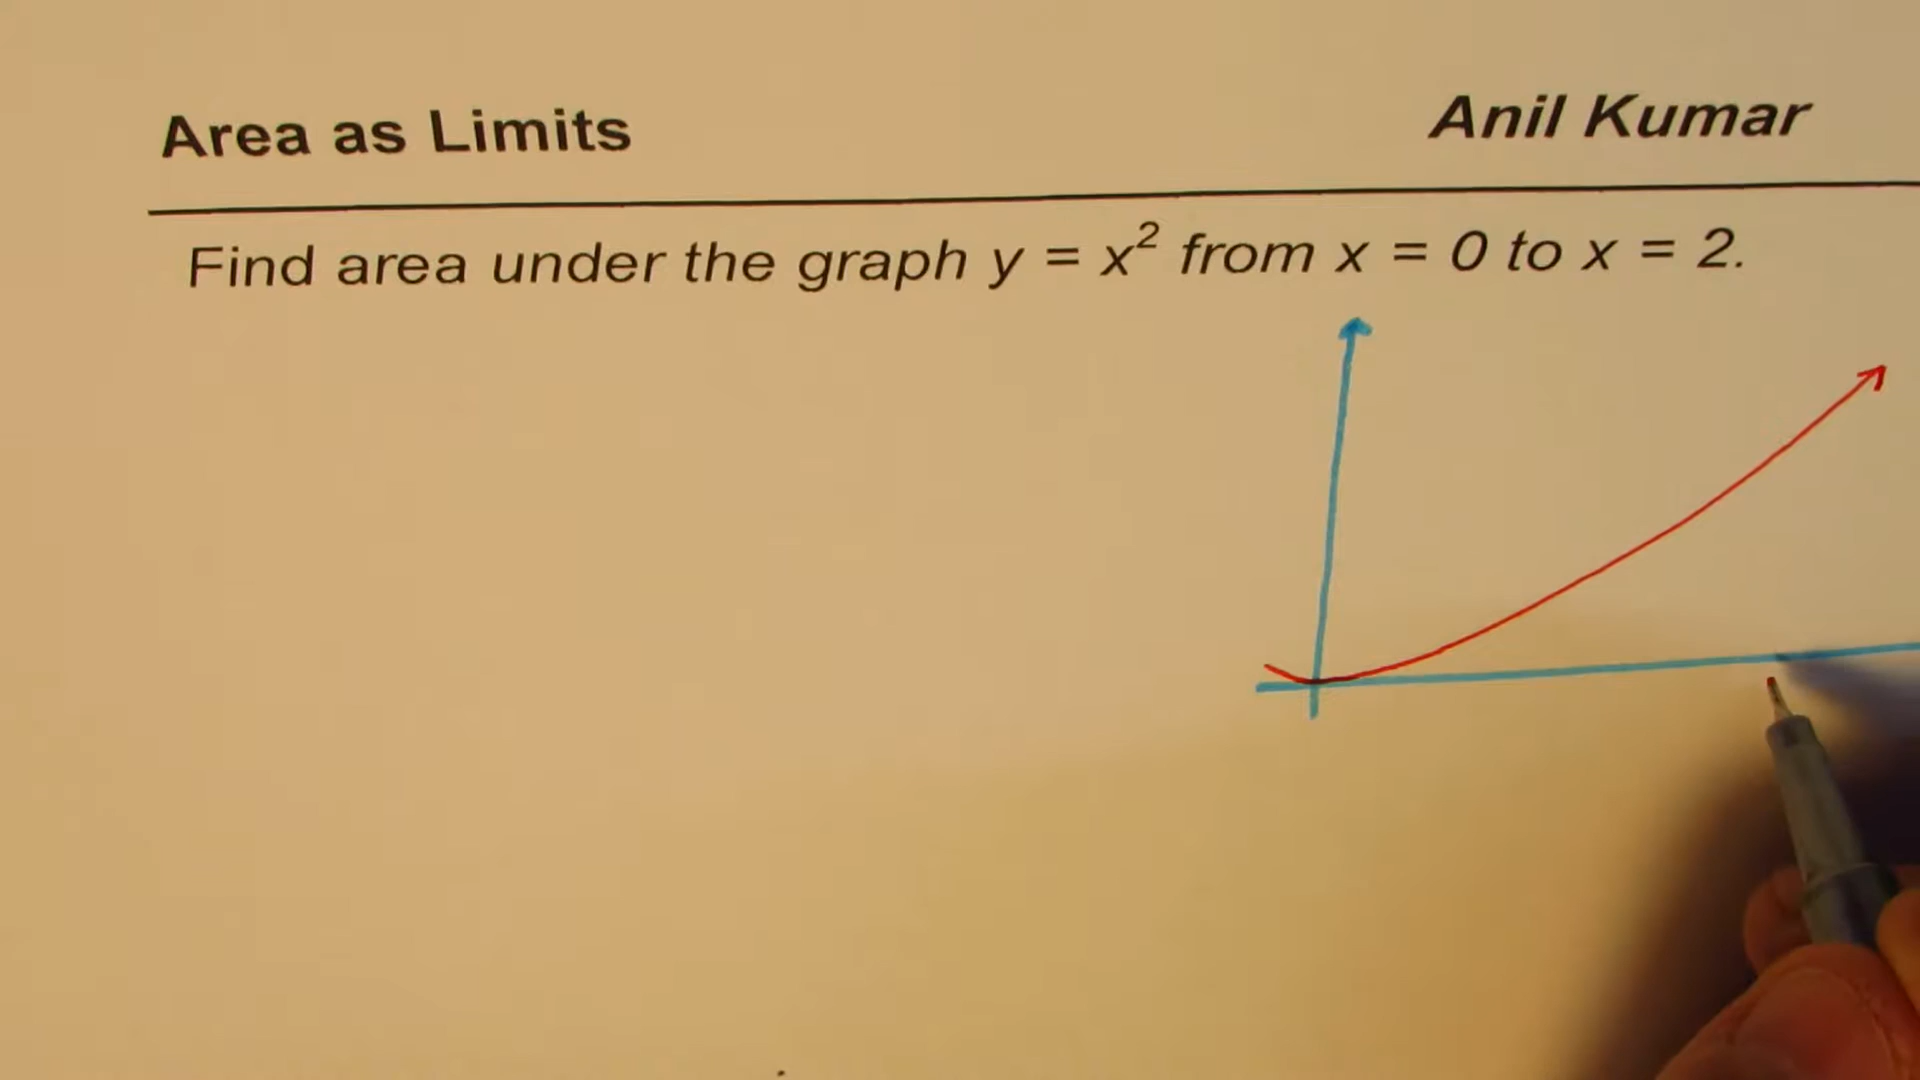 Area as Limits
Anil Kumar
Find area under the graph y = x² from x = 0 to x = 2.